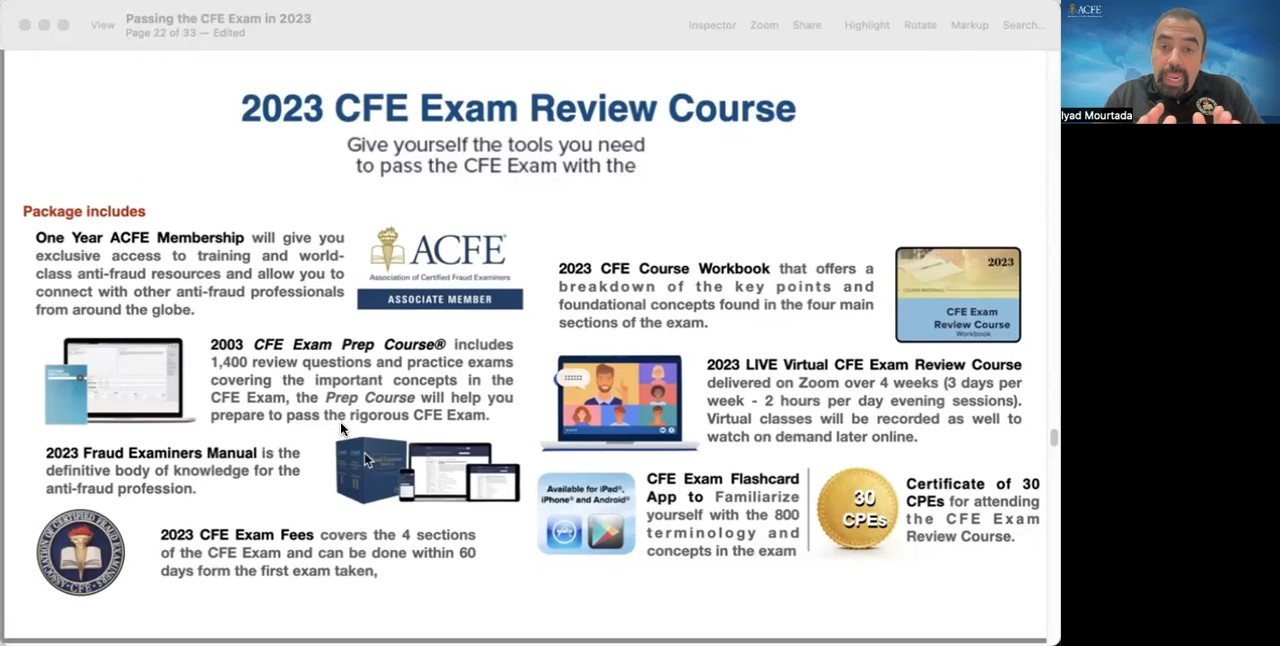 View
Passing the CFE Exam in 2023
Page 22 of 33 — Edited
Inspector Zoom Share Highlight Rotate Markup Search...
ACFE
Iyad Mourtada
2023 CFE Exam Review Course
Give yourself the tools you need
to pass the CFE Exam with the
Package includes
One Year ACFE Membership will give you
exclusive access to training and world-
class anti-fraud resources and allow you to
connect with other anti-fraud professionals
from around the globe.
ACFE®
Association of Certified Fraud Examiners
ASSOCIATE MEMBER
2003 CFE Exam Prep Course® includes
1,400 review questions and practice exams
covering the important concepts in the
CFE Exam, the Prep Course will help you
prepare to pass the rigorous CFE Exam.
2023 Fraud Examiners Manual is the
definitive body of knowledge for the
anti-fraud profession.
2023 CFE Exam Fees covers the 4 sections
of the CFE Exam and can be done within 60
days form the first exam taken,
2023 CFE Course Workbook that offers a
breakdown of the key points and
foundational concepts found in the four main
sections of the exam.
2023
CFE Exam
Review Course
Workbook
2023 LIVE Virtual CFE Exam Review Course
delivered on Zoom over 4 weeks (3 days per
week - 2 hours per day evening sessions).
Virtual classes will be recorded as well to
watch on demand later online.
Available for iPad®,
iPhone® and Android®
CFE Exam Flashcard
App to Familiarize
yourself with the 800
terminology and
concepts in the exam
30
CPEs
Certificate of 30
CPEs for attending
the CFE Exam
Review Course.